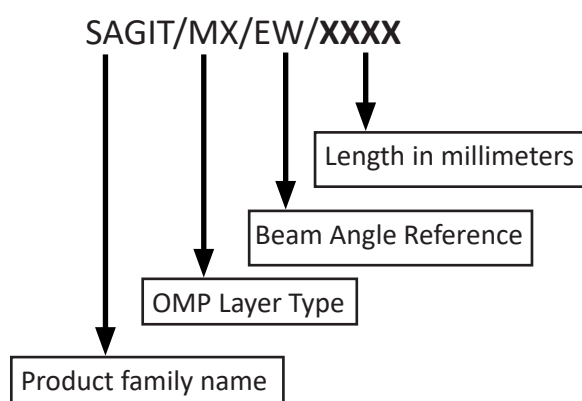 SAGIT/MX/EW/XXXX
Length in millimeters
Beam Angle Reference
OMP Layer Type
Product family name